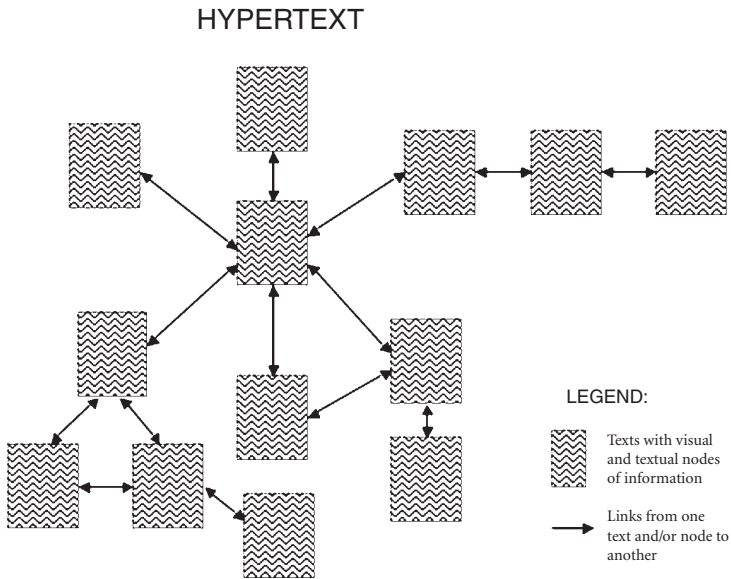 HYPERTEXT
LEGEND:
Texts with visual
and textual nodes
of information
Links from one
text and/or node to
another